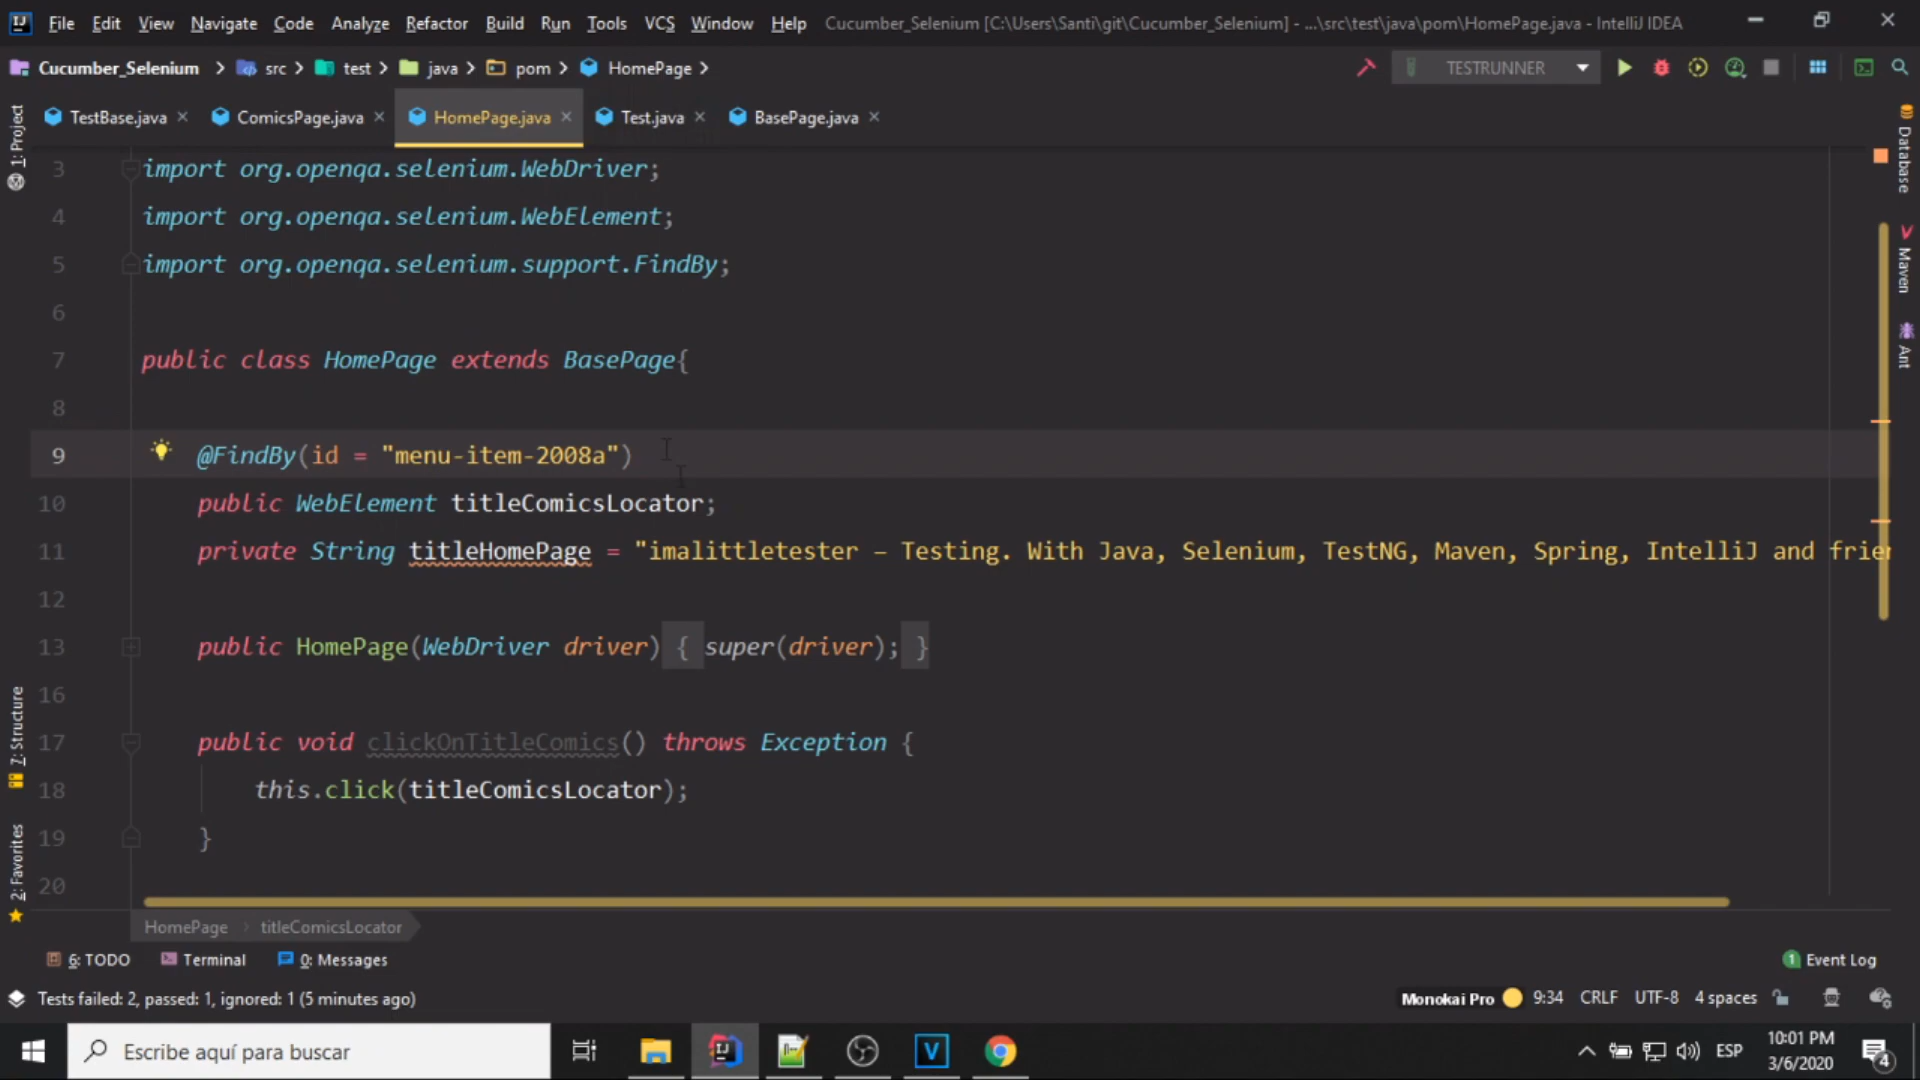 File Edit View Navigate Code Analyze Refactor Build Run Tools VCS Window Help Cucumber_Selenium [C:\Users\Santi\git\Cucumber_Selenium] - ...\src\test\java\pom\HomePage.java - IntelliJ IDEA
Cucumber_Selenium src test java pom HomePage TESTRUNNER
TestBase.java ComicsPage.java HomePage.java Test.java BasePage.java
1: Project
7: Structure
2: Favorites
3 import org.openqa.selenium.WebDriver;
4 import org.openqa.selenium.WebElement;
5 import org.openqa.selenium.support.FindBy;
6
7 public class HomePage extends BasePage{
8
9 @FindBy(id = "menu-item-2008a")
10 public WebElement titleComicsLocator;
11 private String titleHomePage = "imalittletester – Testing. With Java, Selenium, TestNG, Maven, Spring, IntelliJ and frie
12
13 public HomePage(WebDriver driver) { super(driver); }
16
17 public void clickOnTitleComics() throws Exception {
18 this.click(titleComicsLocator);
19 }
20
Database
Maven
Ant
HomePage titleComicsLocator
6: TODO Terminal 0: Messages 1 Event Log
Tests failed: 2, passed: 1, ignored: 1 (5 minutes ago) Monokai Pro 9:34 CRLF UTF-8 4 spaces
Escribe aquí para buscar
ESP
10:01 PM
3/6/2020
4